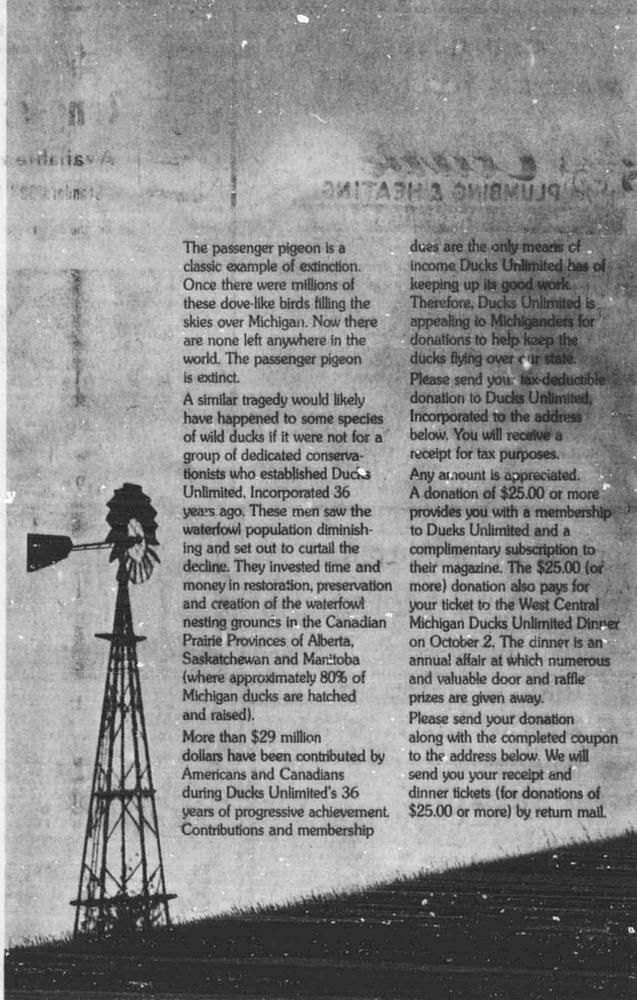 Available
PLUMBING & HEATING
The passenger pigeon is a
classic example of extinction.
Once there were millions of
these dove-like birds filling the
skies over Michigan. Now there
are none left anywhere in the
world. The passenger pigeon
is extinct.
A similar tragedy would likely
have happened to some species
of wild ducks if it were not for a
group of dedicated conserva-
tionists who established Ducks
Unlimited, Incorporated 36
years ago. These men saw the
waterfowl population diminish-
ing and set out to curtail the
decline. They invested time and
money in restoration, preservation
and creation of the waterfowl
nesting grounds in the Canadian
Prairie Provinces of Alberta,
Saskatchewan and Manitoba
(where approximately 80% of
Michigan ducks are hatched
and raised).
More than $29 million
dollars have been contributed by
Americans and Canadians
during Ducks Unlimited's 36
years of progressive achievement.
Contributions and membership
dues are the only means of
income Ducks Unlimited has of
keeping up its good work.
Therefore, Ducks Unlimited is
appealing to Michiganders for
donations to help keep the
ducks flying over our state.
Please send your tax-deductible
donation to Ducks Unlimited,
Incorporated to the address
below. You will receive a
receipt for tax purposes.
Any amount is appreciated.
A donation of $25.00 or more
provides you with a membership
to Ducks Unlimited and a
complimentary subscription to
their magazine. The $25.00 (or
more) donation also pays for
your ticket to the West Central
Michigan Ducks Unlimited Dinner
on October 2. The dinner is an
annual affair at which numerous
and valuable door and raffle
prizes are given away.
Please send your donation
along with the completed coupon
to the address below. We will
send you your receipt and
dinner tickets (for donations of
$25.00 or more) by return mail.